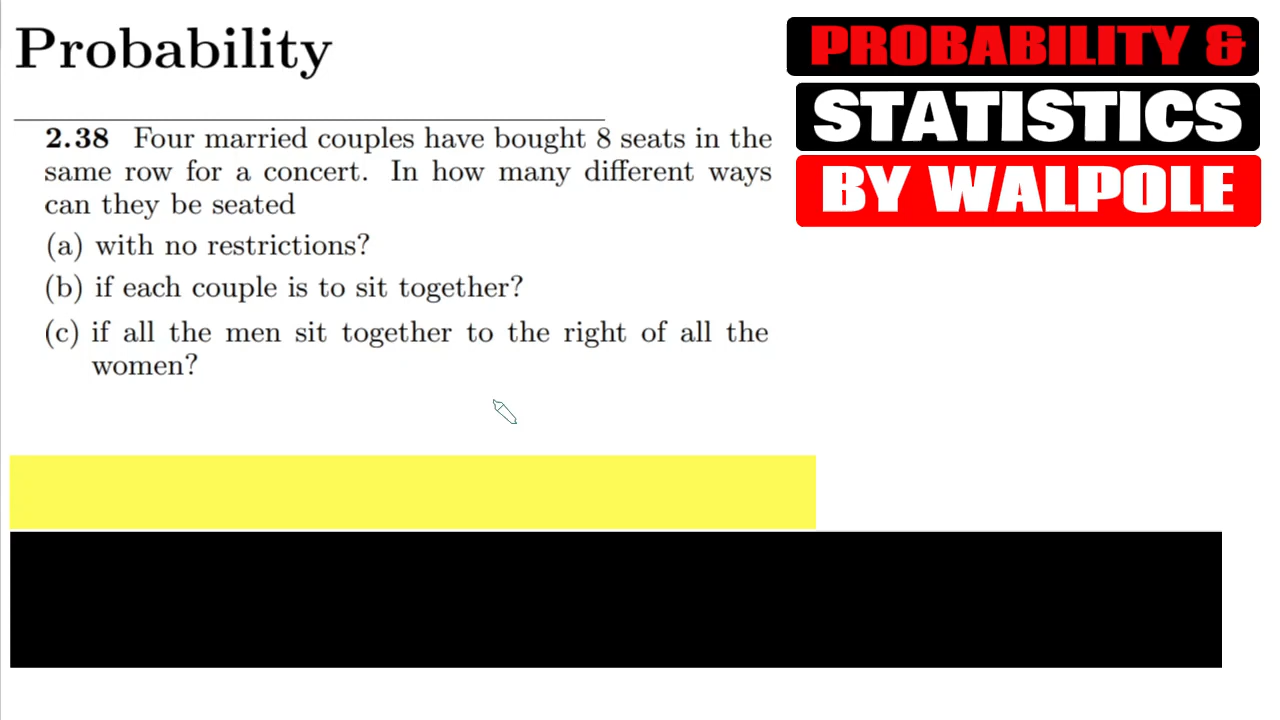 Probability
PROBABILITY &
STATISTICS
BY WALPOLE
2.38 Four married couples have bought 8 seats in the
same row for a concert. In how many different ways
can they be seated
(a) with no restrictions?
(b) if each couple is to sit together?
(c) if all the men sit together to the right of all the
women?